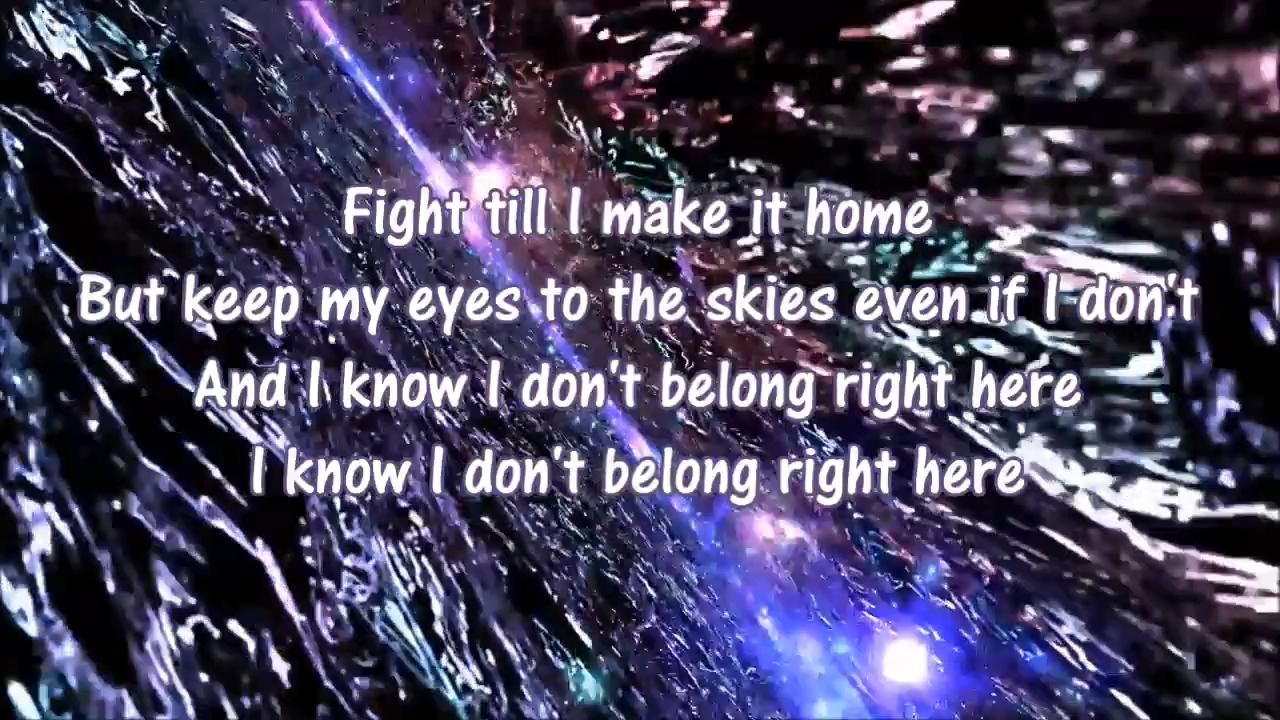 Fight till I make it home
But keep my eyes to the skies even if I don't
And I know I don't belong right here
I know I don't belong right here